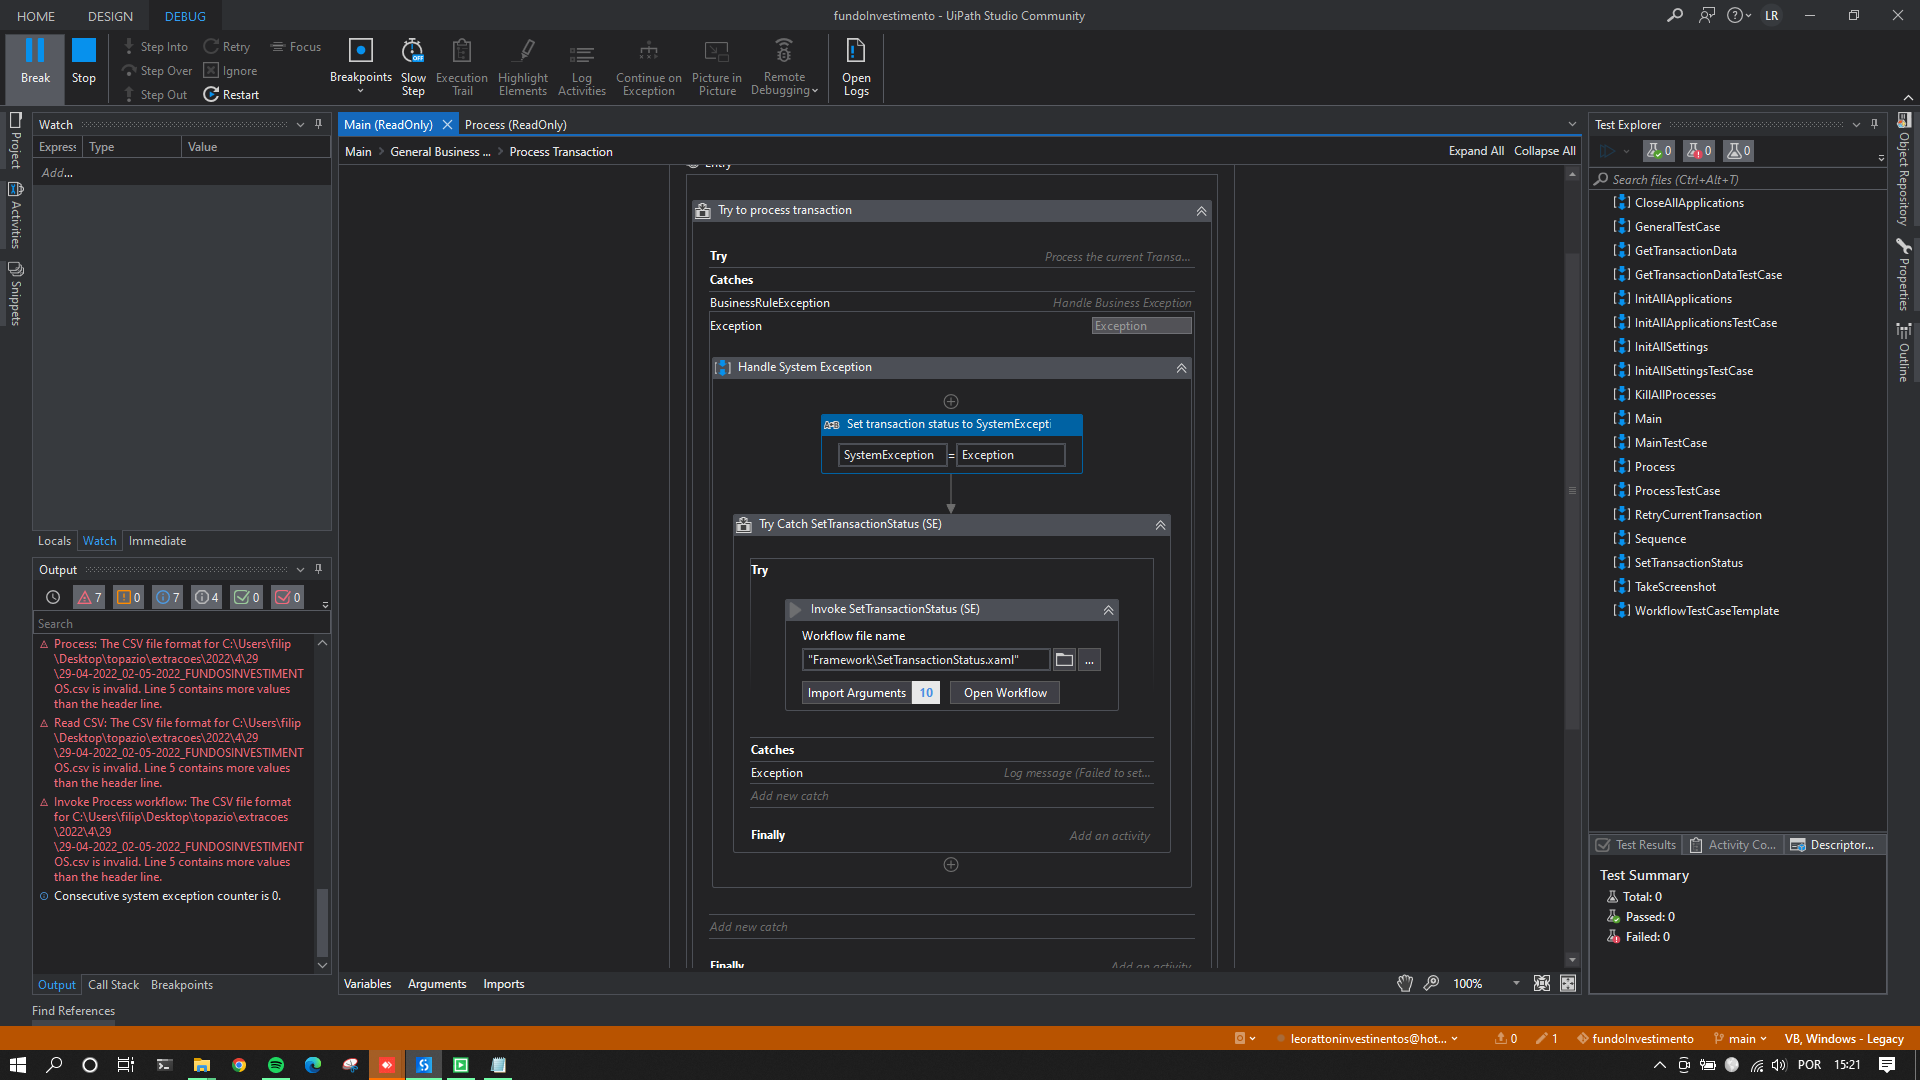 HOME DESIGN DEBUG
fundoInvestimento - UiPath Studio Community
LR
Break
Stop
Step Into
Step Over
Step Out
Retry
Ignore
Restart
Focus
Breakpoints
Slow Step
Execution Trail
Highlight Elements
Log Activities
Continue on Exception
Picture in Picture
Remote Debugging
Open Logs
Project
Activities
Snippets
Watch
Express Type Value
Add...
Locals Watch Immediate
Output
7 0 7 4 0 0
Search
Process: The CSV file format for C:\Users\filip
\Desktop\topazio\extracoes\2022\4\29
\29-04-2022_02-05-2022_FUNDOSINVESTIMENT
OS.csv is invalid. Line 5 contains more values
than the header line.
Read CSV: The CSV file format for C:\Users\filip
\Desktop\topazio\extracoes\2022\4\29
\29-04-2022_02-05-2022_FUNDOSINVESTIMENT
OS.csv is invalid. Line 5 contains more values
than the header line.
Invoke Process workflow: The CSV file format
for C:\Users\filip\Desktop\topazio\extracoes
\2022\4\29
\29-04-2022_02-05-2022_FUNDOSINVESTIMENT
OS.csv is invalid. Line 5 contains more values
than the header line.
Consecutive system exception counter is 0.
Output Call Stack Breakpoints
Find References
Main (ReadOnly) Process (ReadOnly)
Main > General Business ... > Process Transaction
Expand All Collapse All
Entry
Try to process transaction
Try Process the current Transa...
Catches
BusinessRuleException Handle Business Exception
Exception Exception
Handle System Exception
A=B Set transaction status to SystemExcepti
SystemException = Exception
Try Catch SetTransactionStatus (SE)
Try
Invoke SetTransactionStatus (SE)
Workflow file name
"Framework\SetTransactionStatus.xaml" ...
Import Arguments 10 Open Workflow
Catches
Exception Log message (Failed to set...
Add new catch
Finally Add an activity
Add new catch
Finally Add an activity
Variables Arguments Imports
100%
Test Explorer
0 0 0
Search files (Ctrl+Alt+T)
CloseAllApplications
GeneralTestCase
GetTransactionData
GetTransactionDataTestCase
InitAllApplications
InitAllApplicationsTestCase
InitAllSettings
InitAllSettingsTestCase
KillAllProcesses
Main
MainTestCase
Process
ProcessTestCase
RetryCurrentTransaction
Sequence
SetTransactionStatus
TakeScreenshot
WorkflowTestCaseTemplate
Test Results Activity Co... Descriptor...
Test Summary
Total: 0
Passed: 0
Failed: 0
Object Repository
Properties
Outline
leorattoninvestinentos@hot... 0 1 fundoInvestimento main VB, Windows - Legacy
POR 15:21